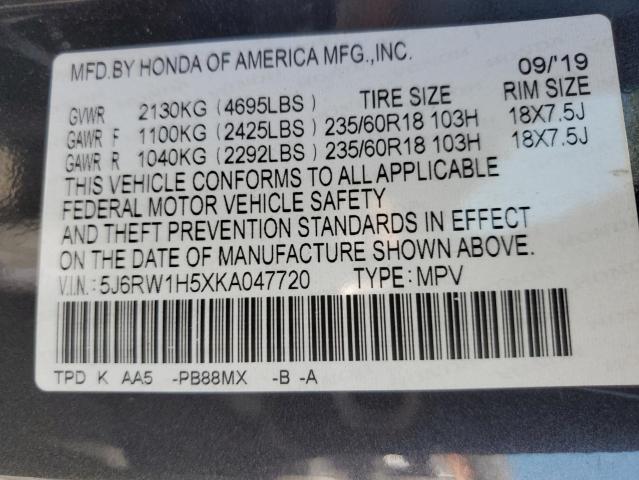 MFD.BY HONDA OF AMERICA MFG.,INC. 09/'19
GVWR 2130KG (4695LBS) TIRE SIZE RIM SIZE
GAWR F 1100KG (2425LBS) 235/60R18 103H 18X7.5J
GAWR R 1040KG (2292LBS) 235/60R18 103H 18X7.5J
THIS VEHICLE CONFORMS TO ALL APPLICABLE
FEDERAL MOTOR VEHICLE SAFETY
AND THEFT PREVENTION STANDARDS IN EFFECT
ON THE DATE OF MANUFACTURE SHOWN ABOVE.
V.I.N.:5J6RW1H5XKA047720 TYPE:MPV
TPD K AA5 -PB88MX -B -A